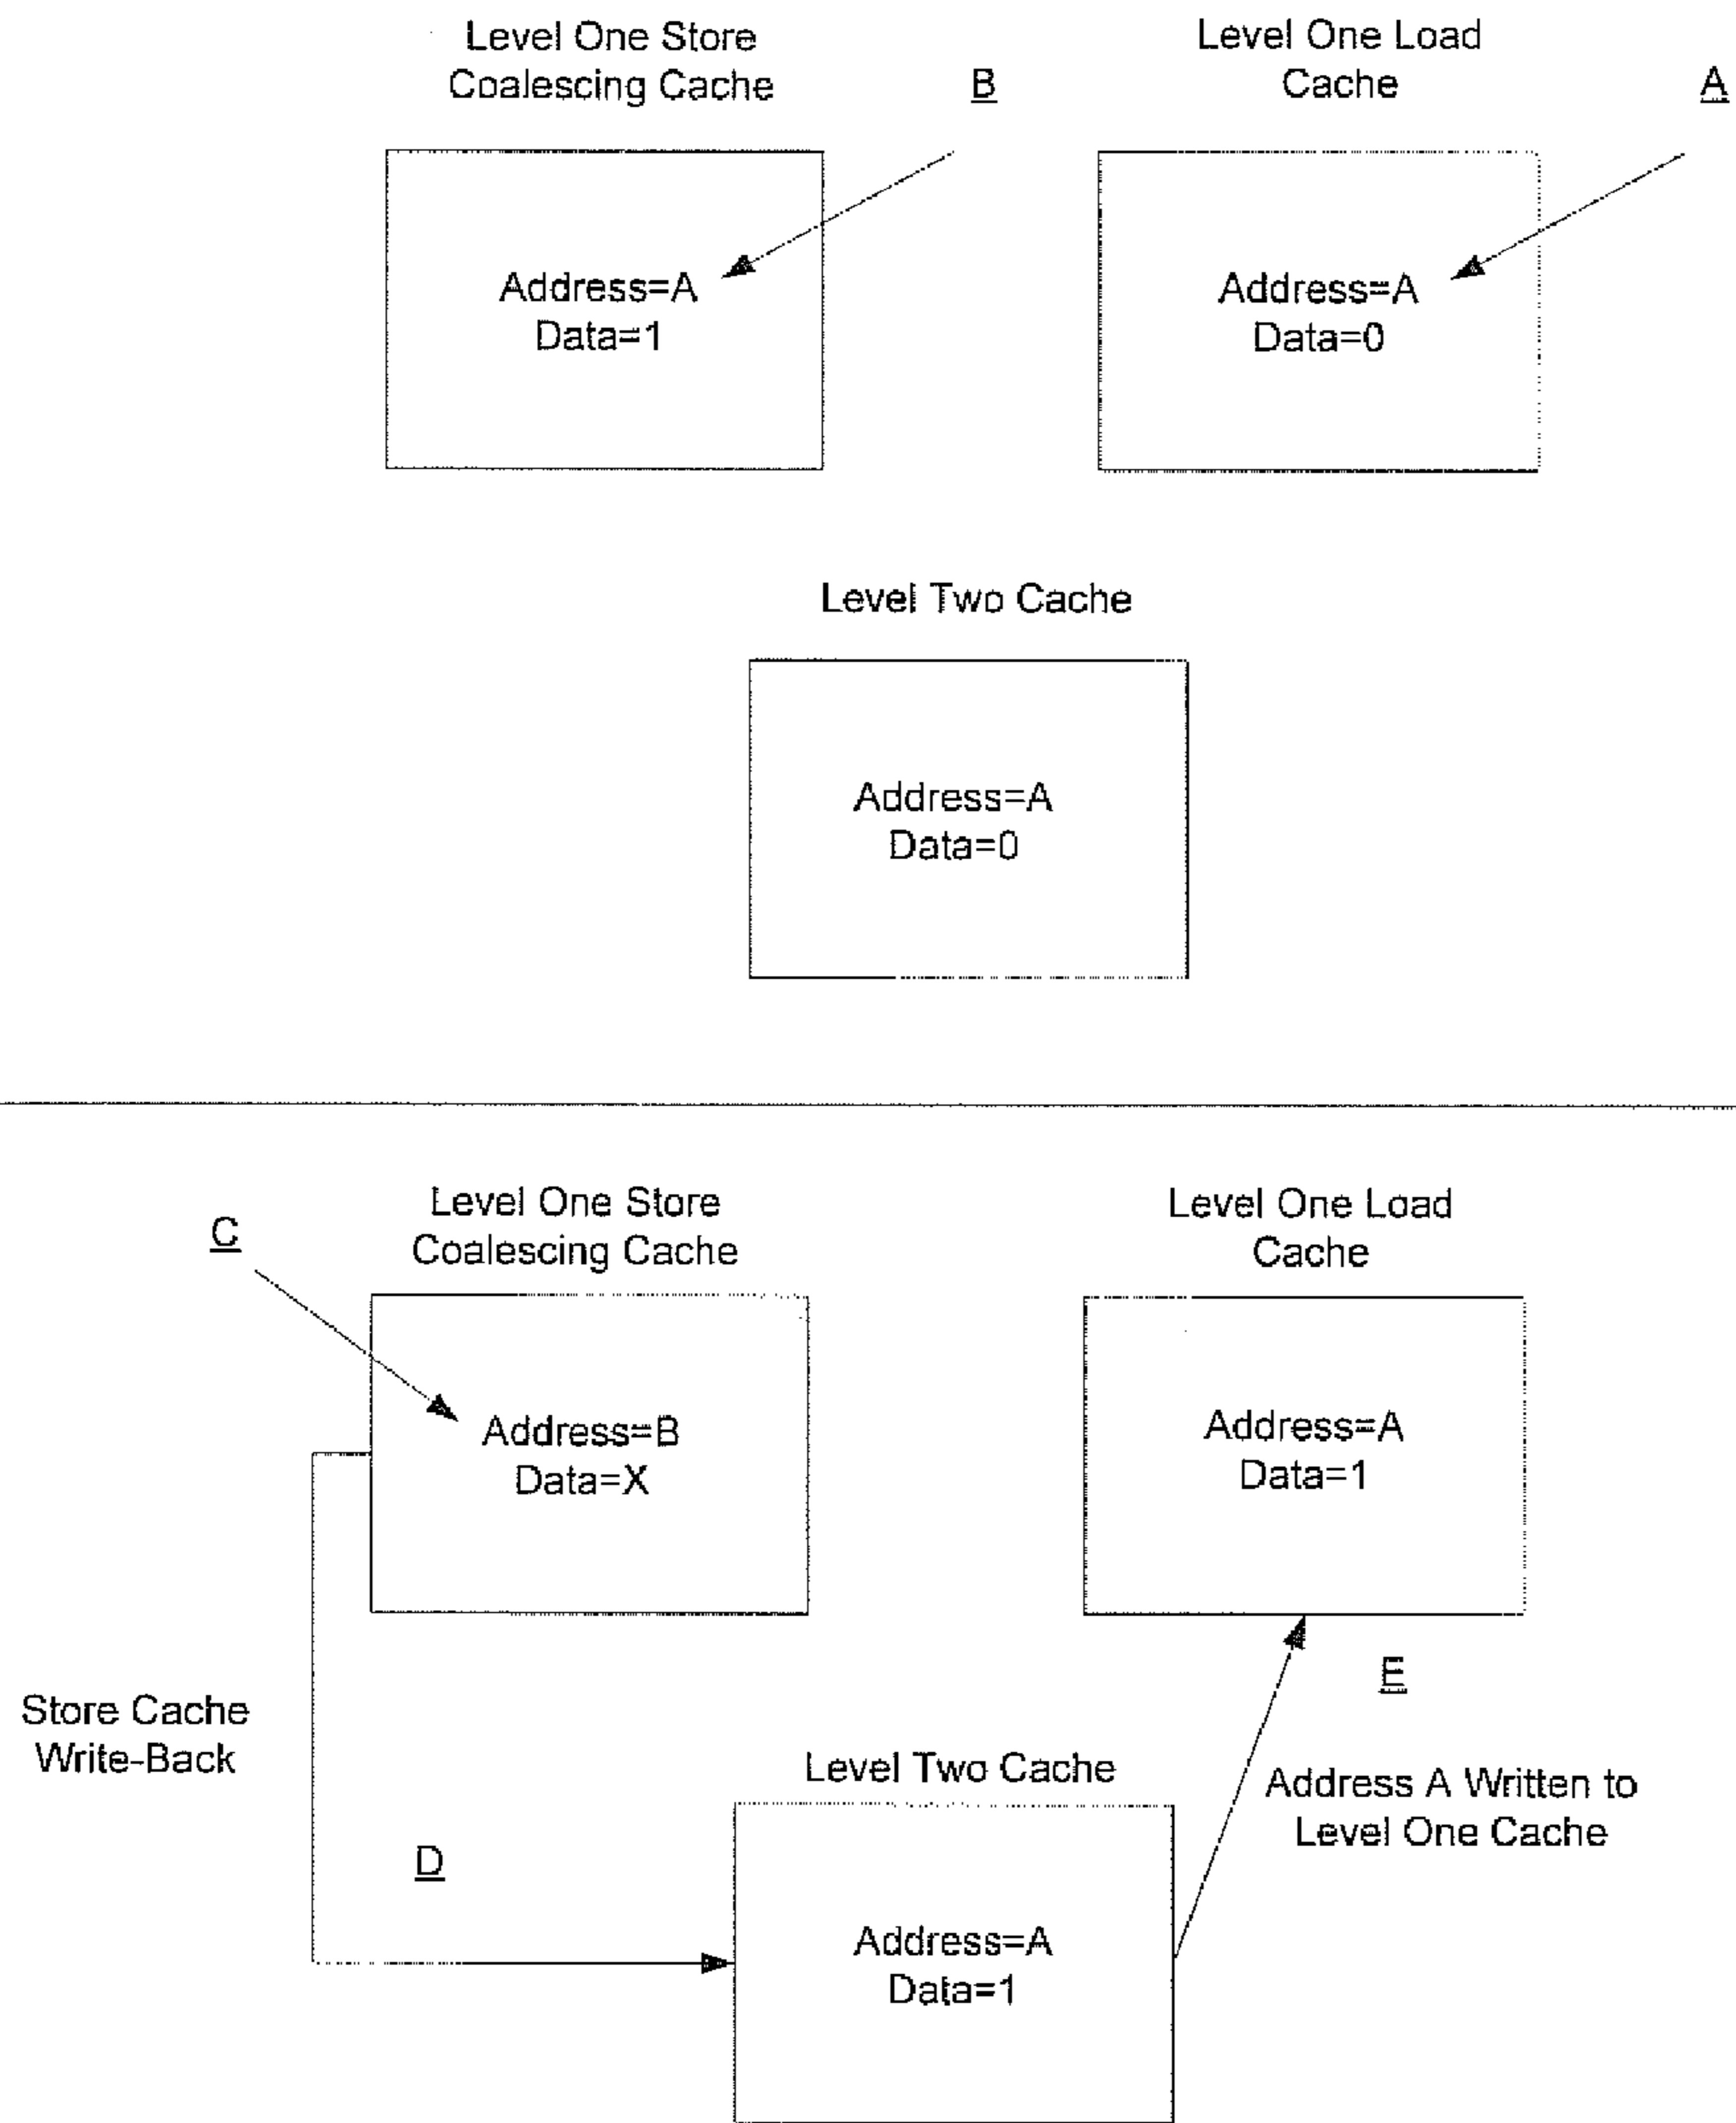 Level One Store
Coalescing Cache
B
Level One Load
Cache
A
Address=A
Data=1
Address=A
Data=0
Level Two Cache
Address=A
Data=0
C
Level One Store
Coalescing Cache
Level One Load
Cache
Address=B
Data=X
Address=A
Data=1
E
Store Cache
Write-Back
Level Two Cache
Address A Written to
Level One Cache
D
Address=A
Data=1